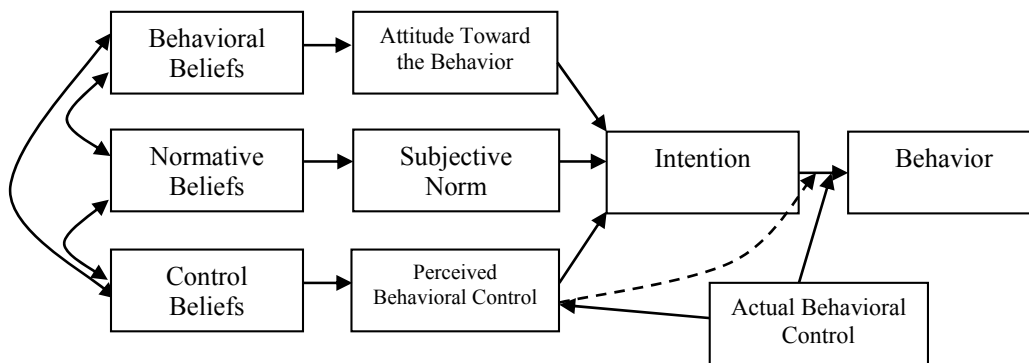 Behavioral
Beliefs
Attitude Toward
the Behavior
Normative
Beliefs
Subjective
Norm
Intention
Behavior
Control
Beliefs
Perceived
Behavioral Control
Actual Behavioral
Control